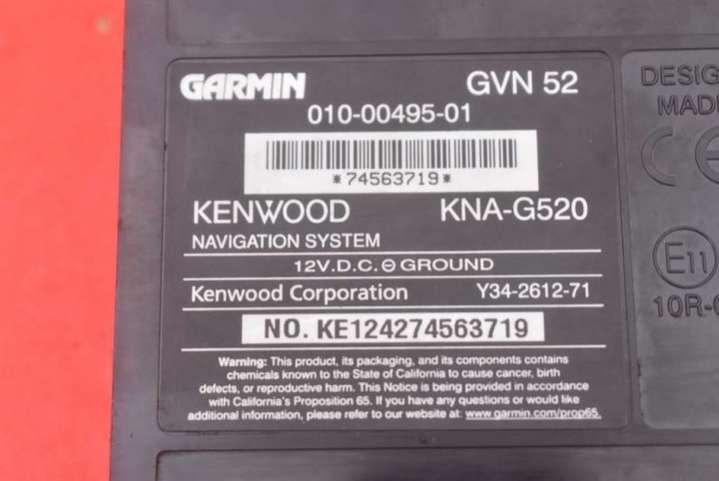 GARMIN GVN 52
010-00495-01
*74563719*
KENWOOD KNA-G520
NAVIGATION SYSTEM
12V.D.C. ⊖ GROUND
Kenwood Corporation Y34-2612-71
NO. KE124274563719
Warning: This product, its packaging, and its components contains
chemicals known to the State of California to cause cancer, birth
defects, or reproductive harm. This Notice is being provided in accordance
with California's Proposition 65. If you have any questions or would like
additional information, please refer to our website at: www.garmin.com/prop65.
DESIG
MADE
CE
E11
10R-0